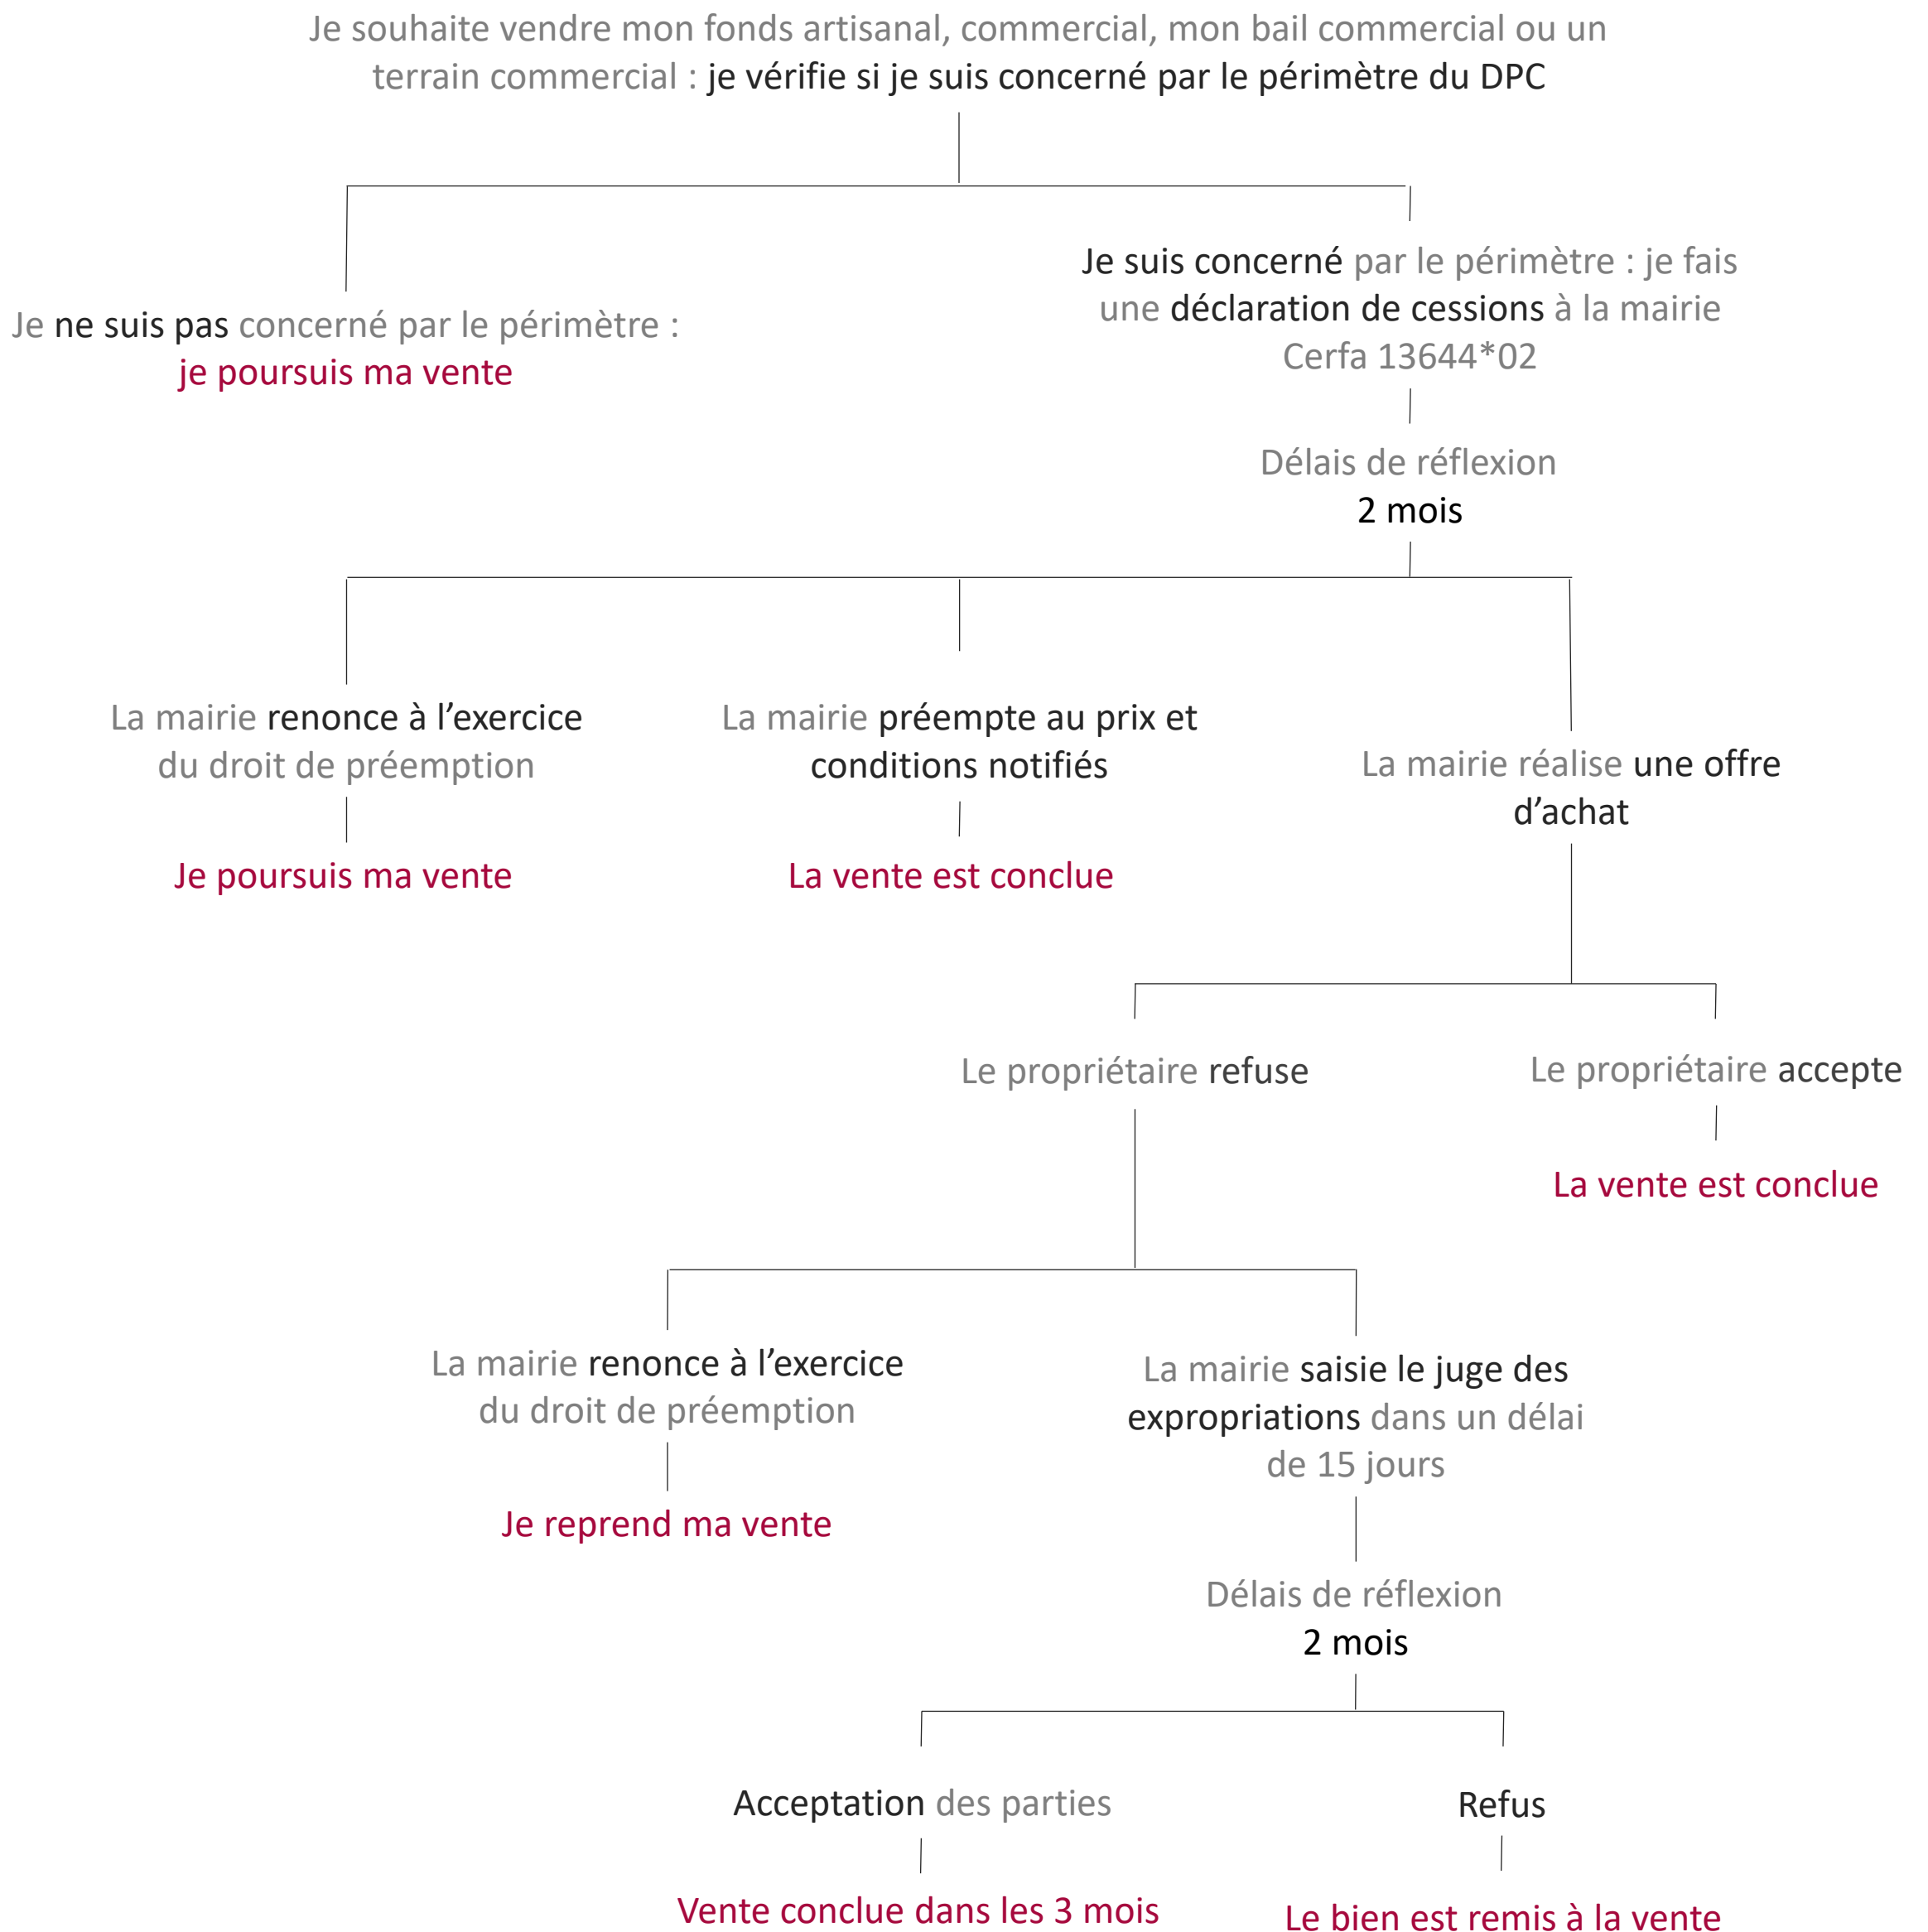 Je souhaite vendre mon fonds artisanal, commercial, mon bail commercial ou un
terrain commercial : je vérifie si je suis concerné par le périmètre du DPC
Je ne suis pas concerné par le périmètre :
je poursuis ma vente
Je suis concerné par le périmètre : je fais
une déclaration de cessions à la mairie
Cerfa 13644*02
Délais de réflexion
2 mois
La mairie renonce à l’exercice
du droit de préemption
Je poursuis ma vente
La mairie préempte au prix et
conditions notifiés
La vente est conclue
La mairie réalise une offre
d’achat
Le propriétaire refuse
Le propriétaire accepte
La vente est conclue
La mairie renonce à l’exercice
du droit de préemption
Je reprend ma vente
La mairie saisie le juge des
expropriations dans un délai
de 15 jours
Délais de réflexion
2 mois
Acceptation des parties
Vente conclue dans les 3 mois
Refus
Le bien est remis à la vente